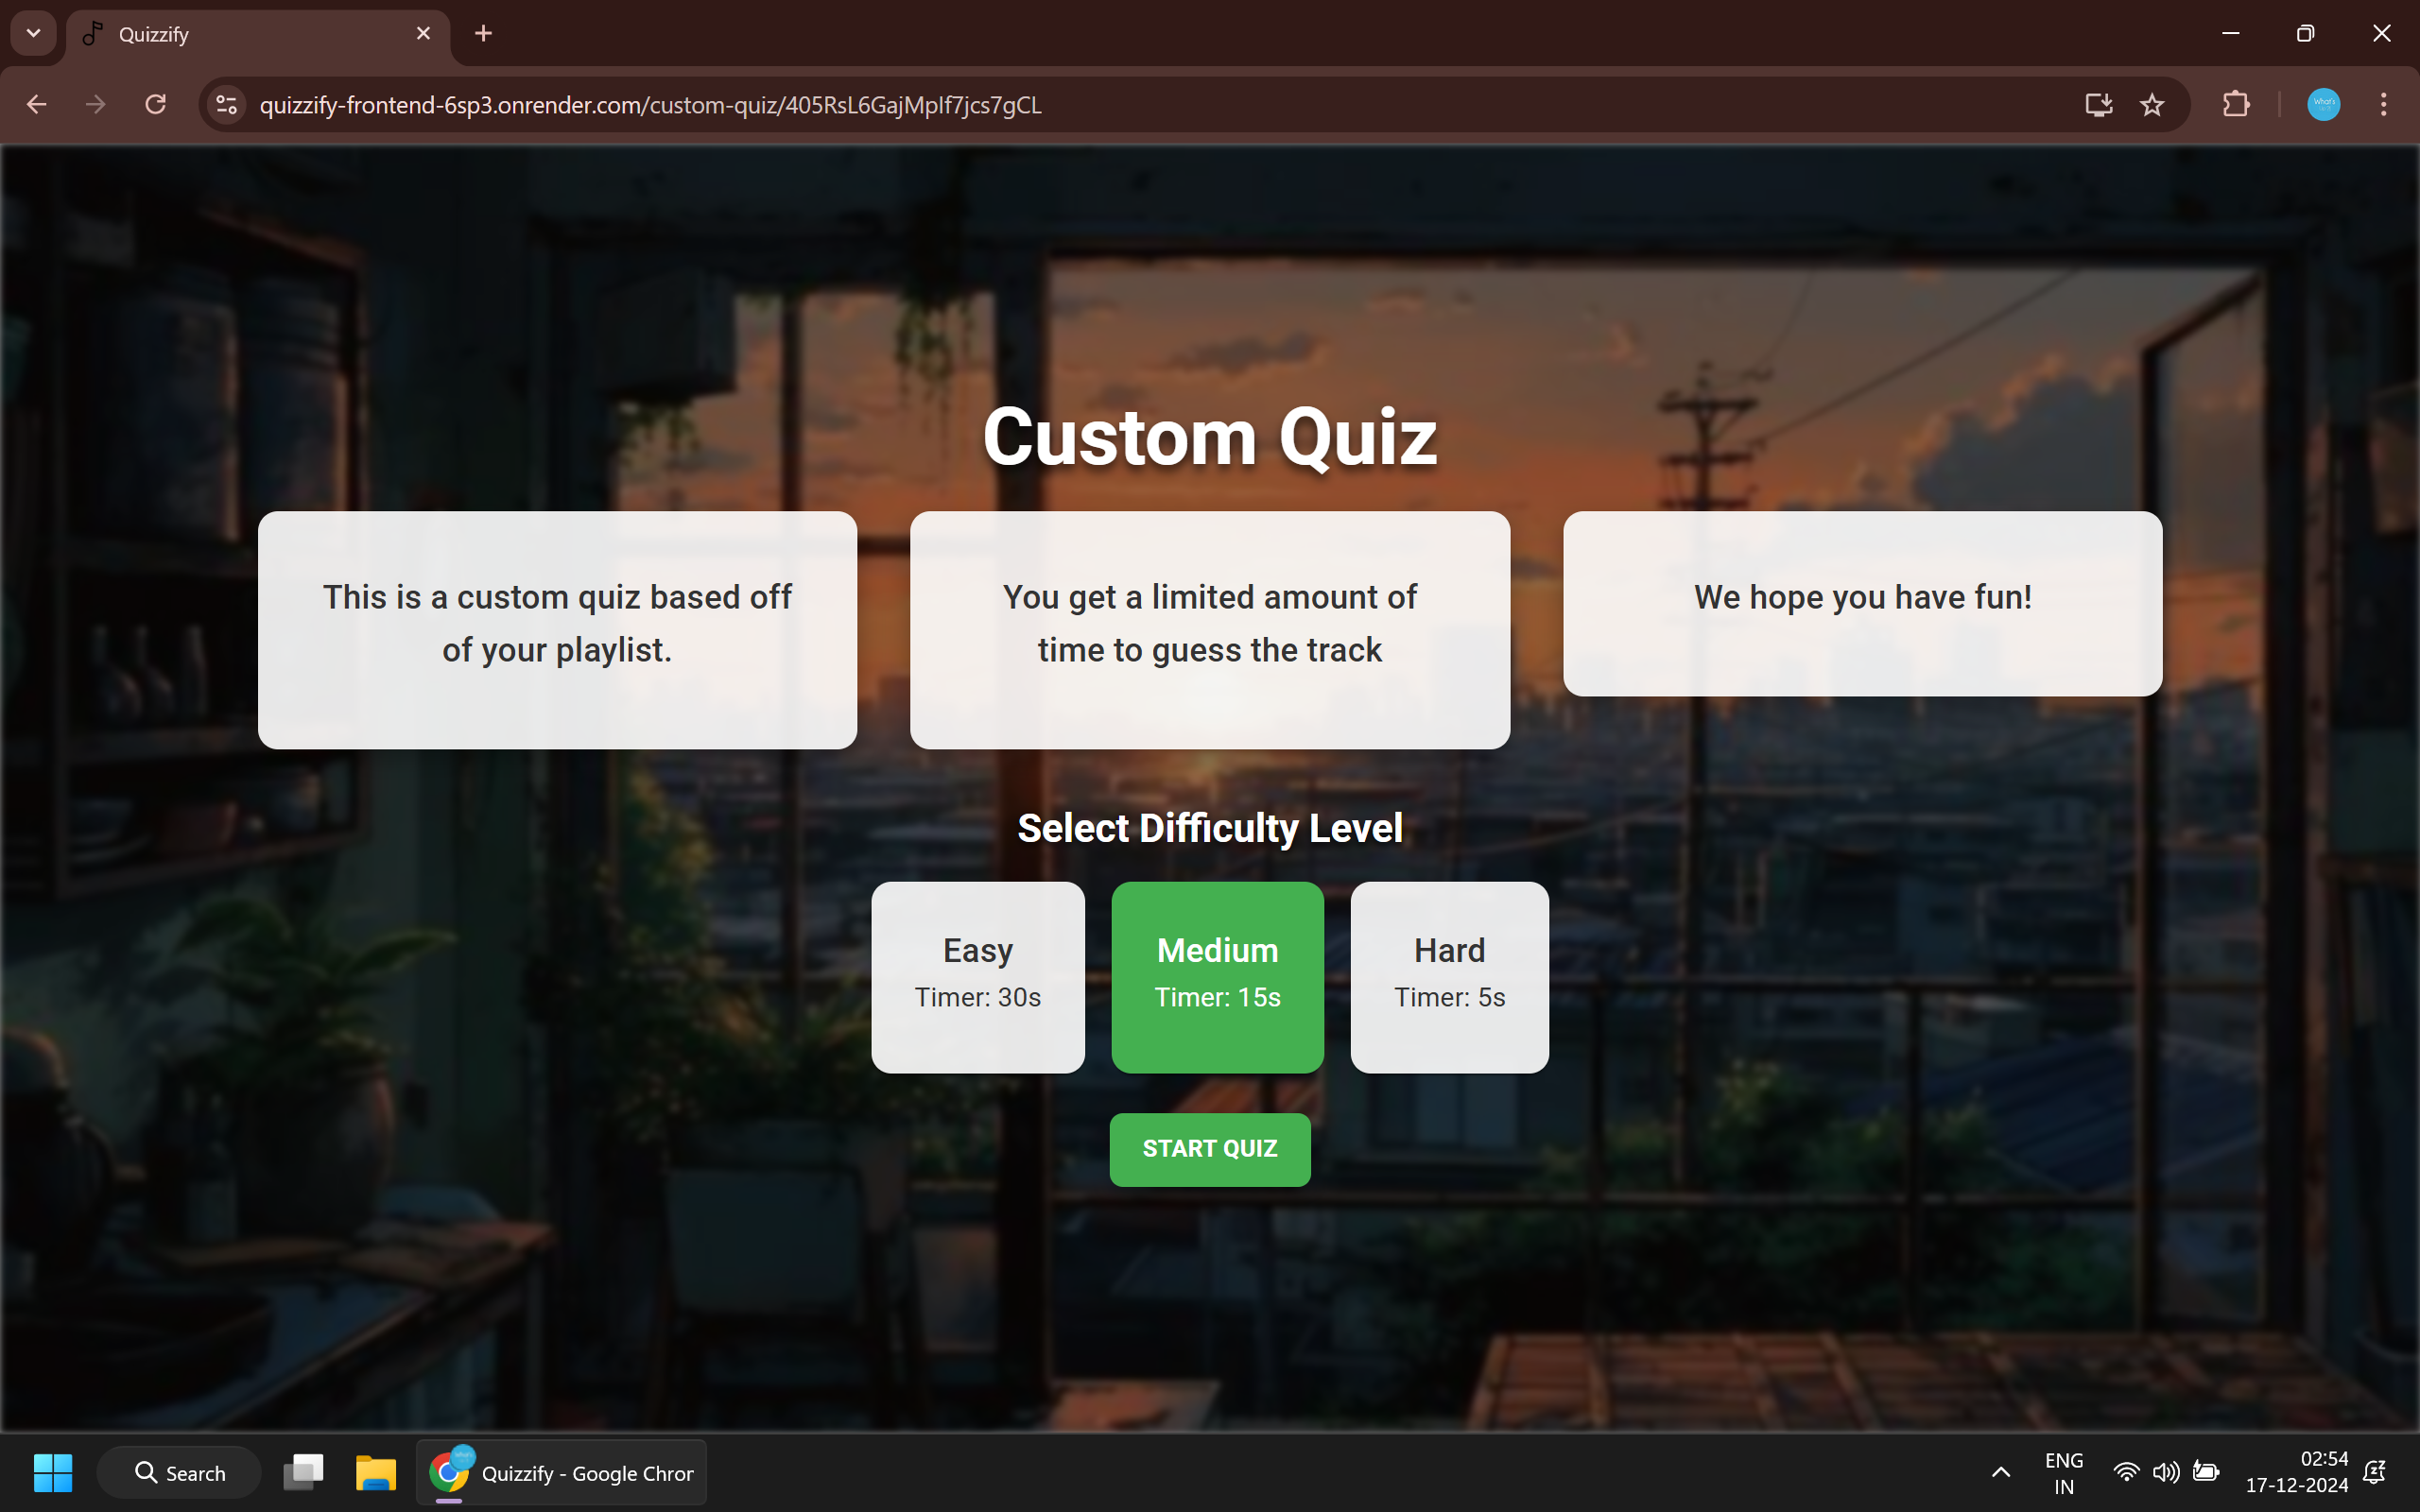 Quizzify
quizzify-frontend-6sp3.onrender.com/custom-quiz/405RsL6GajMplf7jcs7gCL
What's
Custom Quiz
This is a custom quiz based off
of your playlist.
You get a limited amount of
time to guess the track
We hope you have fun!
Select Difficulty Level
Easy
Timer: 30s
Medium
Timer: 15s
Hard
Timer: 5s
START QUIZ
Search
Quizzify - Google Chror
ENG
IN
02:54
17-12-2024